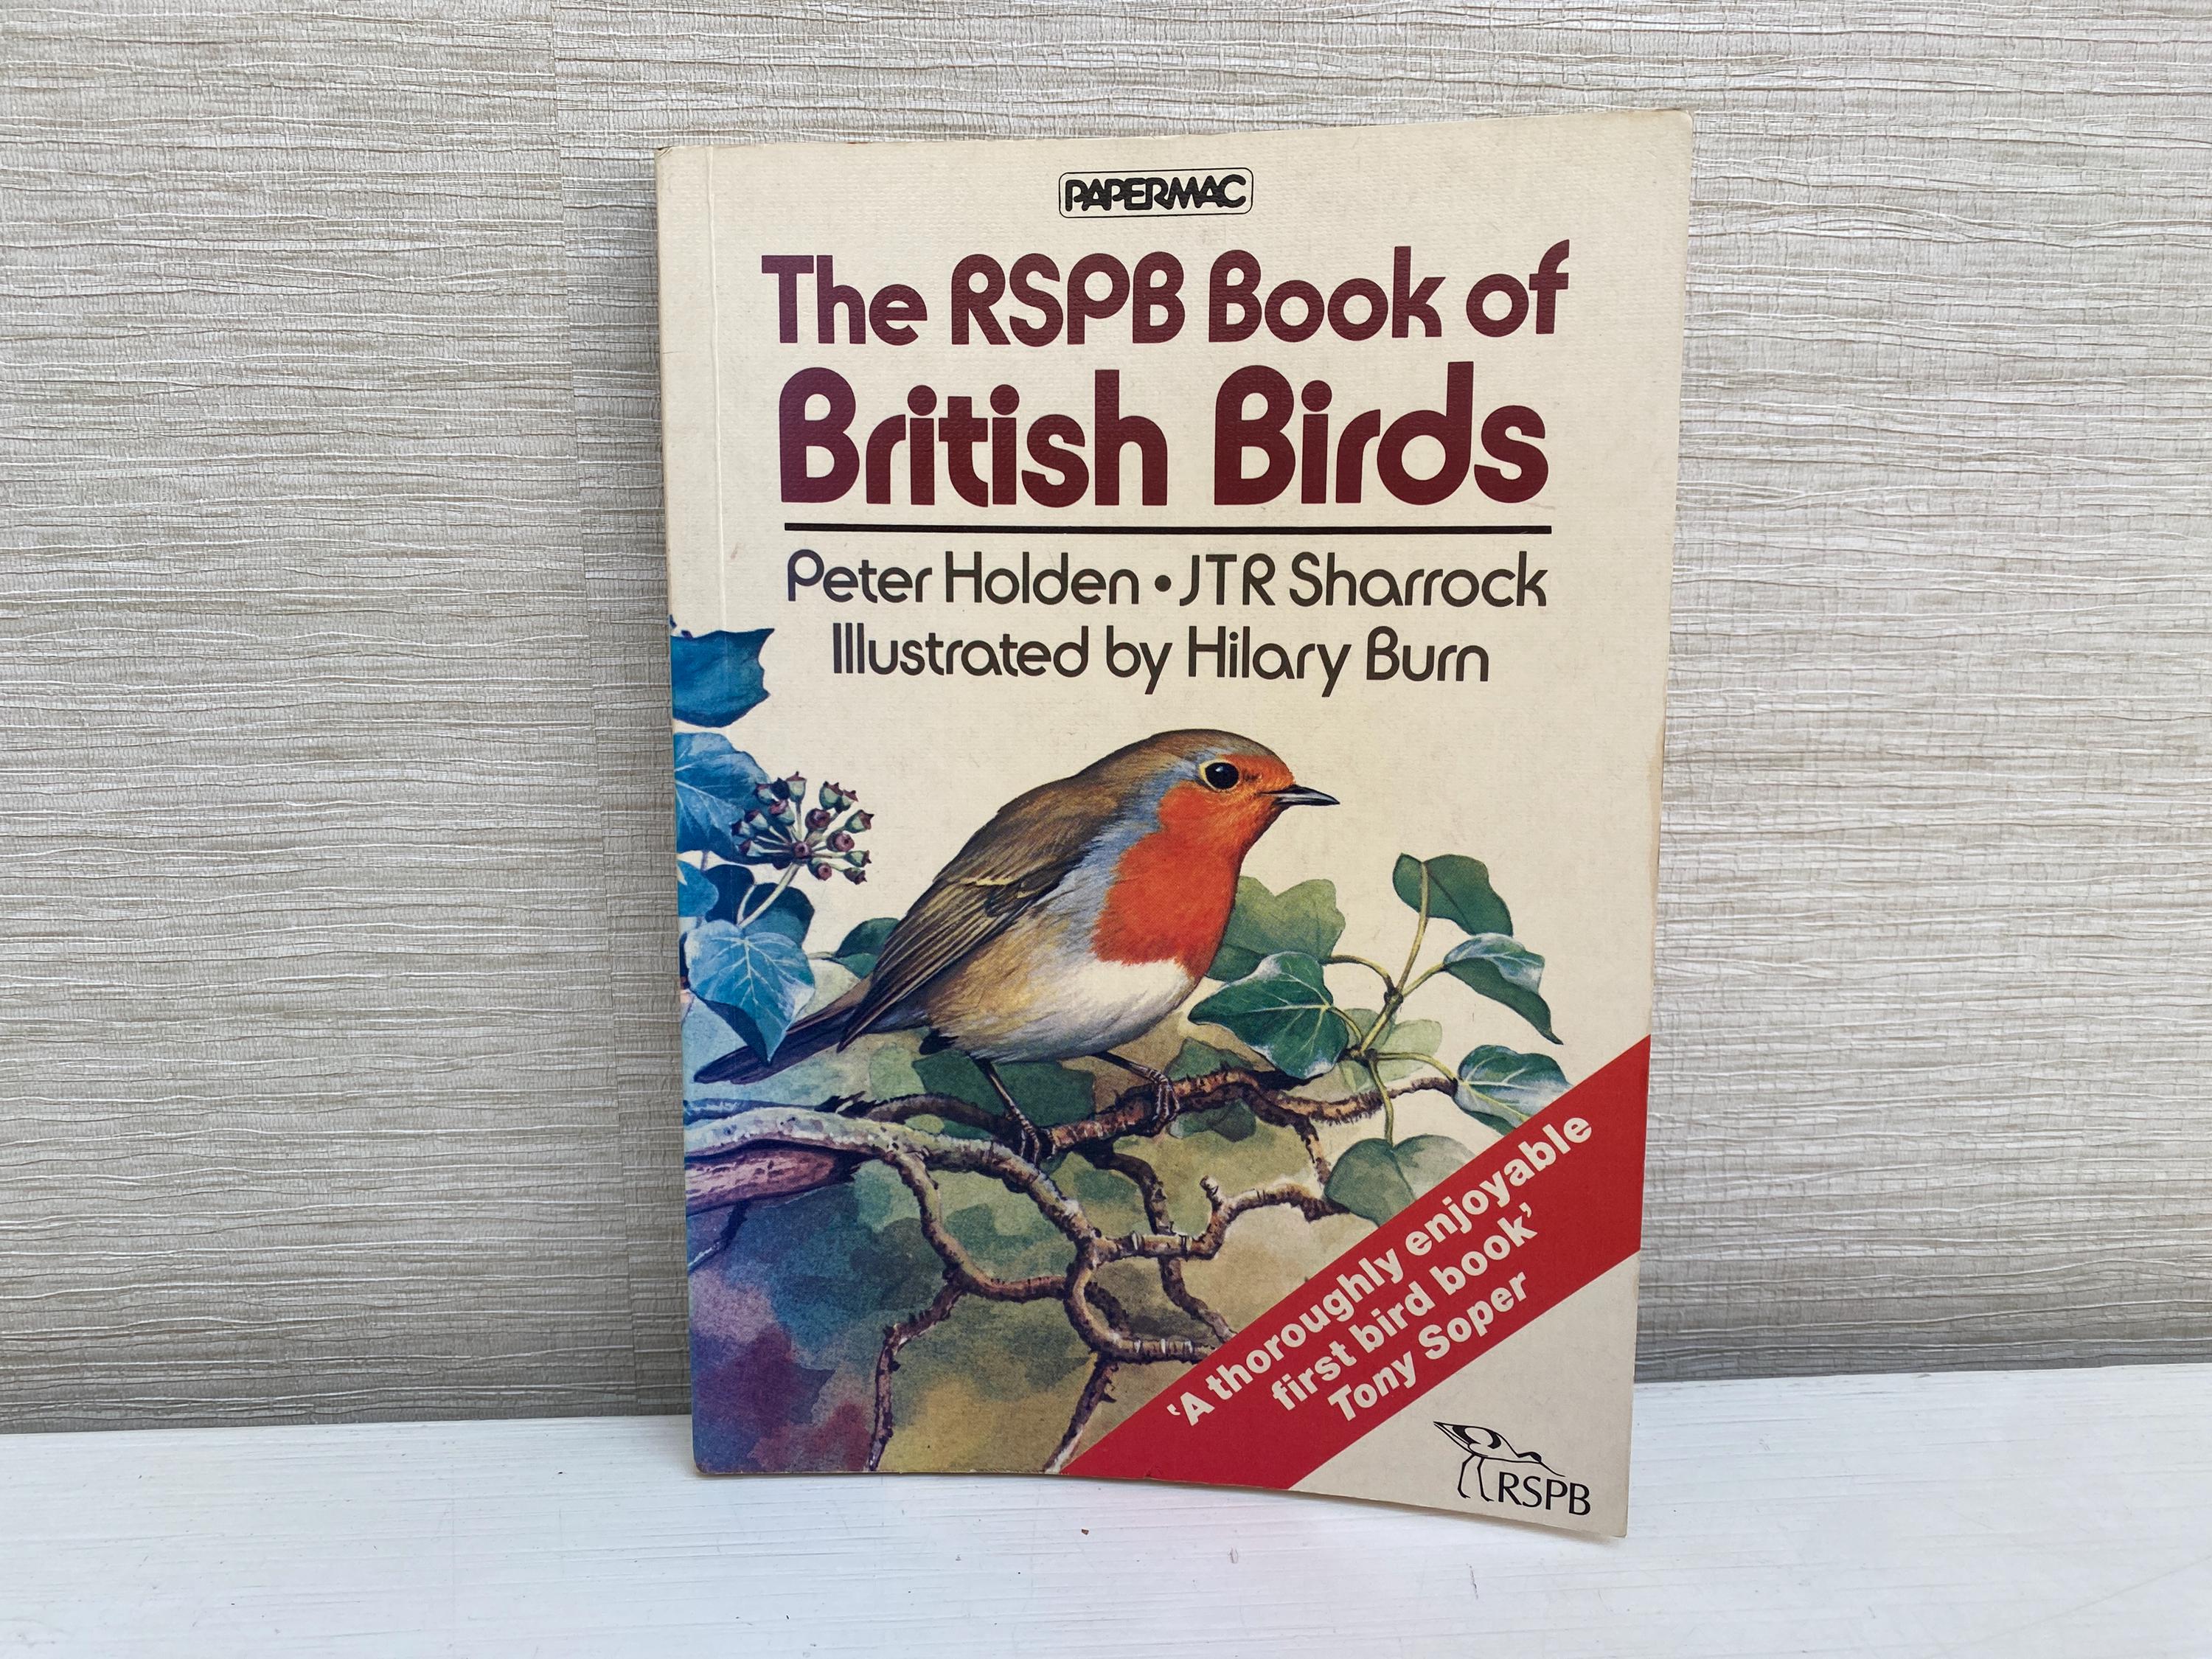 PAPERMAC
The RSPB Book of
British Birds
Peter Holden • JTR Sharrock
Illustrated by Hilary Burn
‘A thoroughly enjoyable
first bird book’
Tony Soper
RSPB